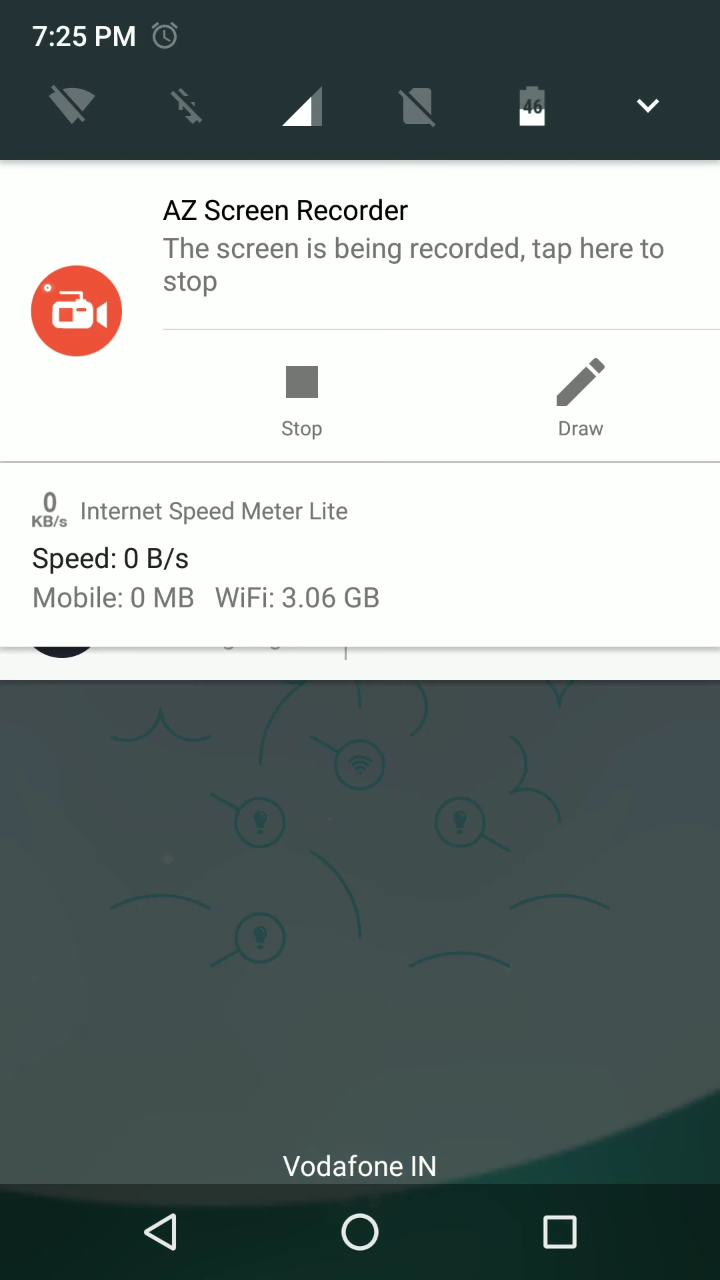 7:25 PM
46
AZ Screen Recorder
The screen is being recorded, tap here to
stop
Stop
Draw
0
KB/s
Internet Speed Meter Lite
Speed: 0 B/s
Mobile: 0 MB WiFi: 3.06 GB
Vodafone IN